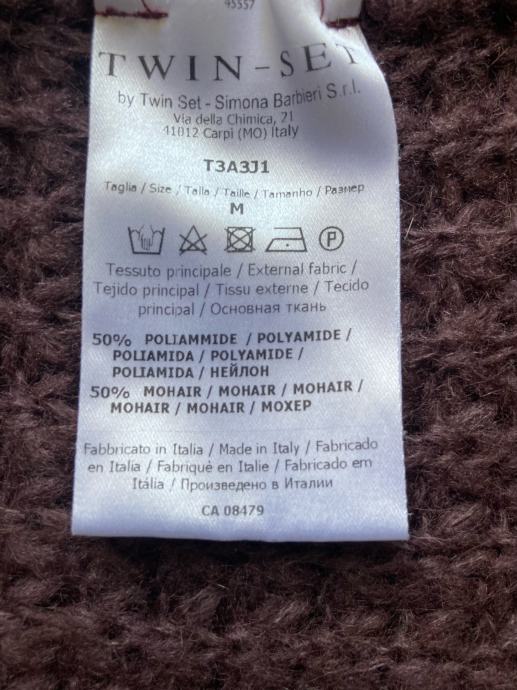 45557
TWIN-SET
by Twin Set - Simona Barbieri S.r.l.
Via della Chimica, 21
41012 Carpi (MO) Italy
T3A3J1
Taglia / Size / Talla / Taille / Tamanho / Размер
M
P
Tessuto principale / External fabric /
Tejido principal / Tissu externe / Tecido
principal / Основная ткань
50% POLIAMMIDE / POLYAMIDE /
POLIAMIDA / POLYAMIDE /
POLIAMIDA / НЕЙЛОН
50% MOHAIR / MOHAIR / MOHAIR /
MOHAIR / MOHAIR / МОХЕР
Fabbricato in Italia / Made in Italy / Fabricado
en Italia / Fabriqué en Italie / Fabricado em
Itália / Произведено в Италии
CA 08479